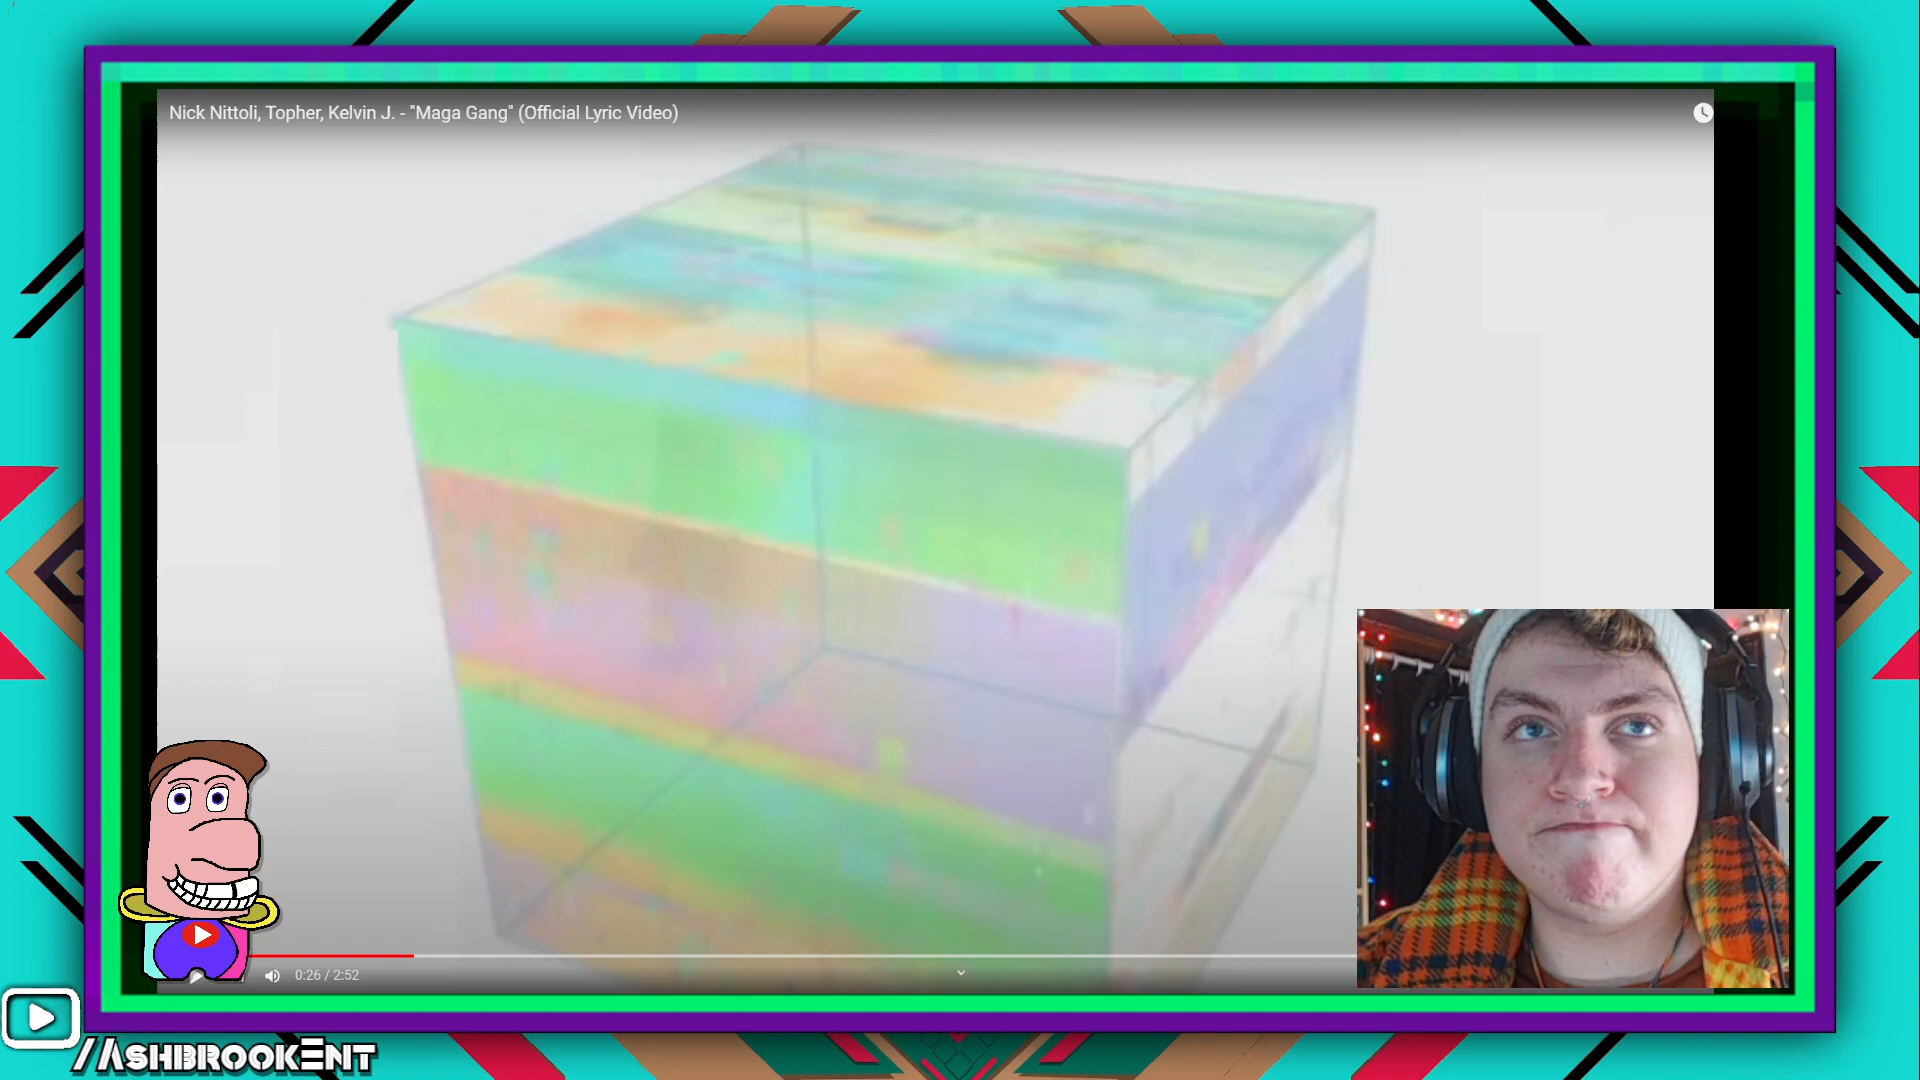 Nick Nittoli, Topher, Kelvin J. - "Maga Gang" (Official Lyric Video)
0:26 / 2:52
//ASHBROOKENT